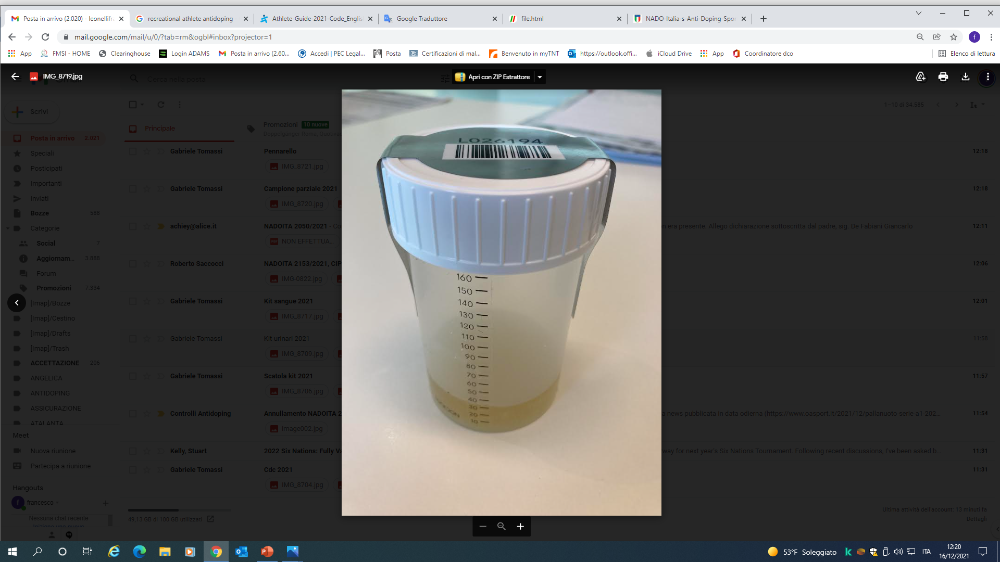 Posta in arrivo (2.020) - leonellifr
recreational athlete antidoping -
Athlete-Guide-2021-Code_Englis
Google Traduttore
file.html
NADO-Italia-s-Anti-Doping-Spor
mail.google.com/mail/u/0/?tab=rm&ogbl#inbox?projector=1
f
App
FMSI - HOME
Clearinghouse
Login ADAMS
Posta in arrivo (2.60...
Accedi | PEC Legal...
Posta
Certificazioni di mal...
Benvenuto in myTNT
https://outlook.offi...
iCloud Drive
App
Coordinatore dco
Elenco di lettura
IMG_8719.jpg
Cerca nella posta
Apri con ZIP Estrattore
Scrivi
1–10 di 34.585
Principale
Promozioni 10 nuove
Doppelgänger Roma, Quotiva
Posta in arrivo 2.021
Speciali
Posticipati
Importanti
Inviati
Bozze 588
Categorie
Social 7
Aggiornam... 3.888
Forum
Promozioni 7.334
[Imap]/Bozze
[Imap]/Cestino
[Imap]/Drafts
[Imap]/Trash
ACCETTAZIONE 206
ANGELICA
ANTIDOPING
ASSICURAZIONE
ATALANTA
Meet
Nuova riunione
Partecipa a riunione
Hangouts
f francesco
Nessuna chat recente
Gabriele Tomassi Pennarello 12:18
IMG_8721.jpg
Gabriele Tomassi Campione parziale 2021 12:18
IMG_8720.jpg
achiey@alice.it NADOITA 2050/2021 - Co n era presente. Allego dichiarazione sottoscritta dal padre, sig. De Fabiani Giancarlo 12:11
NON EFFETTUA...
Roberto Saccocci NADOITA 2153/2021, CIP 12:06
IMG-0822.jpg
Gabriele Tomassi Kit sangue 2021 12:01
IMG_8717.jpg
Gabriele Tomassi Kit urinari 2021 11:58
IMG_8709.jpg
Gabriele Tomassi Scatola kit 2021 11:57
IMG_8706.jpg
Controlli Antidoping Annullamento NADOITA 2 a news pubblicata in data odierna (https://www.oasport.it/2021/12/pallanuoto-serie-a1-202... 11:54
image002.jpg
Kelly, Stuart 2022 Six Nations: Fully Va way for next year's Six Nations Tournament. Following recent discussions, I've been asked b... 11:31
Gabriele Tomassi Cdc 2021 11:31
IMG_8704.jpg
49,13 GB di 100 GB utilizzati
Ultima attività dell'account: 13 minuti fa
Dettagli
L026194
160
150
140
130
120
110
100
90
80
70
60
50
40
30
20
10
53°F Soleggiato
ITA
12:20
16/12/2021